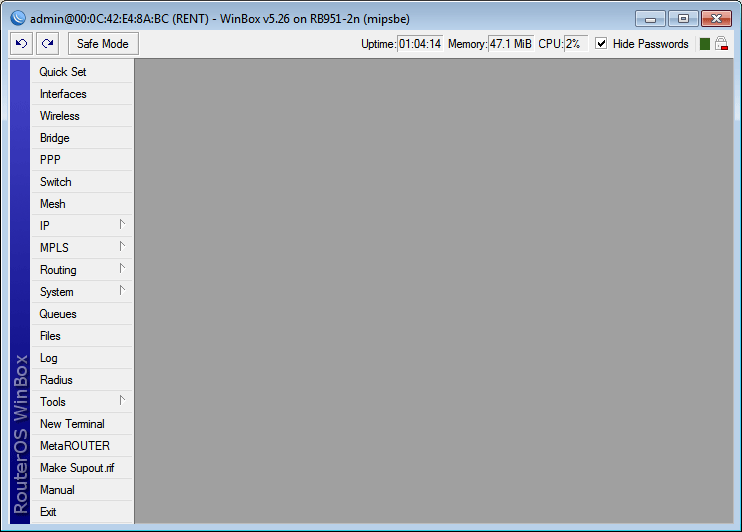 admin@00:0C:42:E4:8A:BC (RENT) - WinBox v5.26 on RB951-2n (mipsbe)
Safe Mode Uptime: 01:04:14 Memory: 47.1 MiB CPU: 2% Hide Passwords
Quick Set
Interfaces
Wireless
Bridge
PPP
Switch
Mesh
IP
MPLS
Routing
System
Queues
Files
Log
Radius
Tools
New Terminal
MetaROUTER
Make Supout.rif
Manual
Exit
RouterOS WinBox